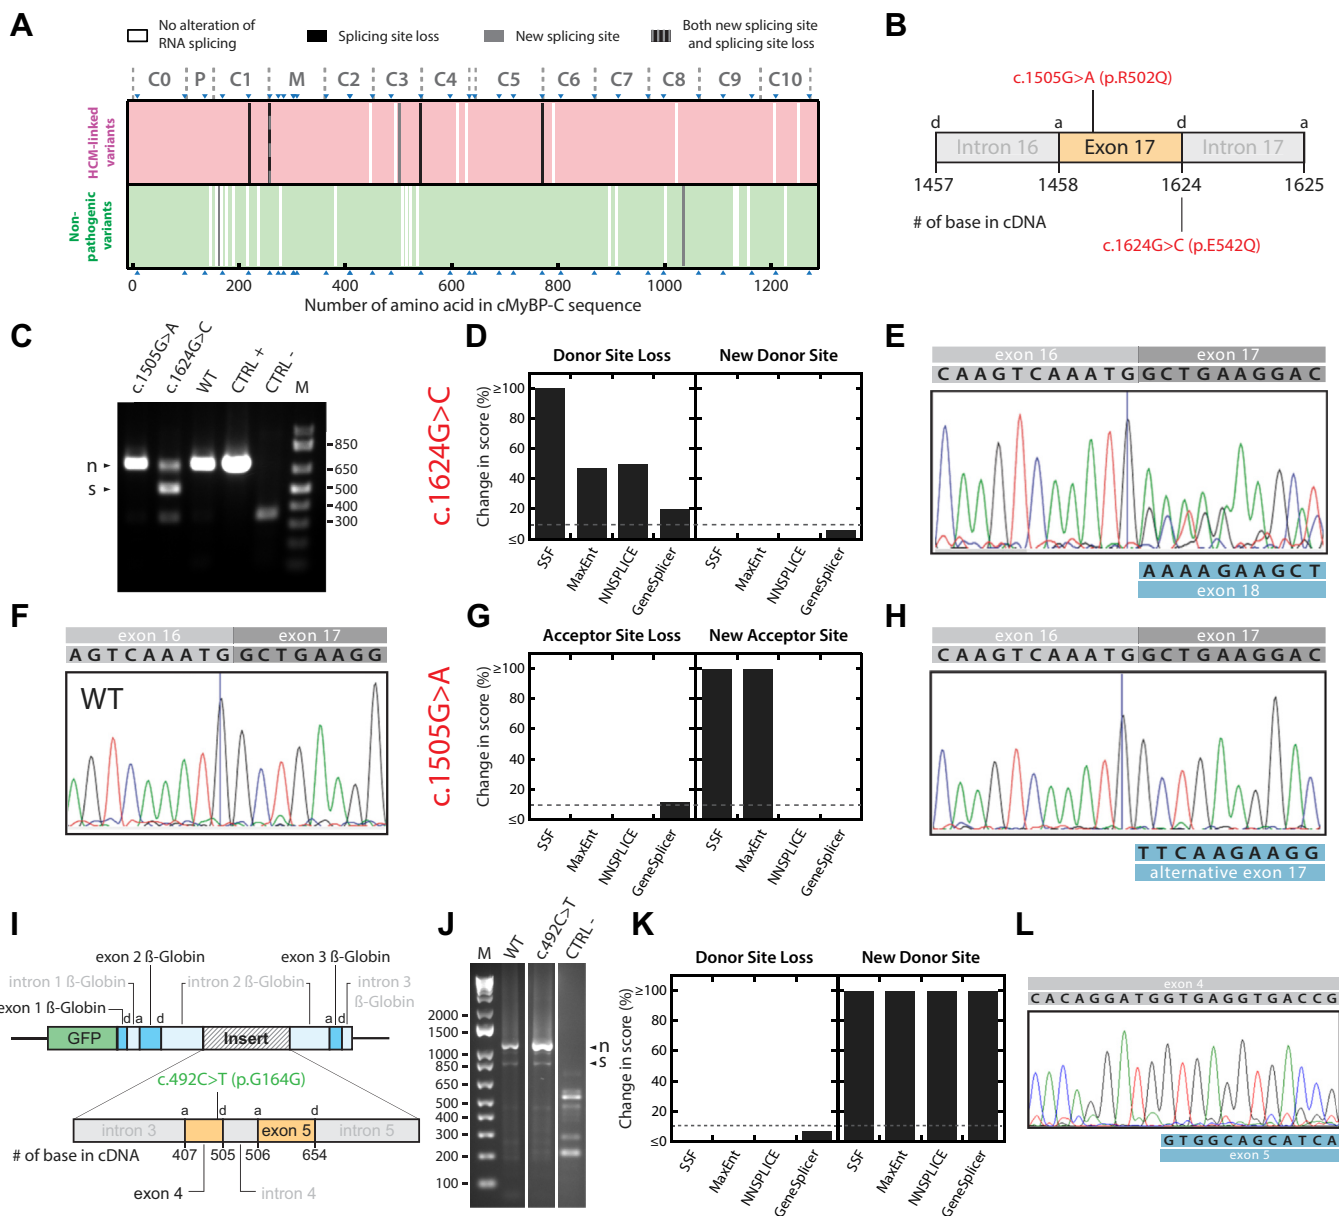 A
No alteration of
RNA splicing
Splicing site loss
New splicing site
Both new splicing site
and splicing site loss
C0 P C1 M C2 C3 C4 C5 C6 C7 C8 C9 C10
HCM-linked
variants
Non-
pathogenic
variants
0 200 400 600 800 1000 1200
Number of amino acid in cMyBP-C sequence
B
c.1505G>A (p.R502Q)
d a d a
Intron 16 Exon 17 Intron 17
1457 1458 1624 1625
# of base in cDNA
c.1624G>C (p.E542Q)
C
c.1505G>A c.1624G>C WT CTRL + CTRL - M
n
s
850
650
500
400
300
D
c.1624G>C
Donor Site Loss New Donor Site
Change in score (%)
≥100
80
60
40
20
≤0
SSF MaxEnt NNSPLICE GeneSplicer SSF MaxEnt NNSPLICE GeneSplicer
E
exon 16 exon 17
C A A G T C A A A T G G C T G A A G G A C
A A A A G A A G C T
exon 18
F
exon 16 exon 17
A G T C A A A T G G C T G A A G G
WT
G
c.1505G>A
Acceptor Site Loss New Acceptor Site
Change in score (%)
≥100
80
60
40
20
≤0
SSF MaxEnt NNSPLICE GeneSplicer SSF MaxEnt NNSPLICE GeneSplicer
H
exon 16 exon 17
C A A G T C A A A T G G C T G A A G G A C
T T C A A G A A G G
alternative exon 17
I
exon 2 ß-Globin exon 3 ß-Globin
intron 1 ß-Globin intron 2 ß-Globin intron 3
ß-Globin
exon 1 ß-Globin
d a d a d
GFP Insert
c.492C>T (p.G164G)
a d a d
intron 3 exon 5 intron 5
# of base in cDNA 407 505 506 654
exon 4 intron 4
J
M WT c.492C>T CTRL -
2000
1500
1000
850
650
500
400
300
200
100
n
s
K
Donor Site Loss New Donor Site
Change in score (%)
≥100
80
60
40
20
≤0
SSF MaxEnt NNSPLICE GeneSplicer SSF MaxEnt NNSPLICE GeneSplicer
L
exon 4
C A C A G G A T G G T G A G G T G A C C G
G T G G C A G C A T C A
exon 5